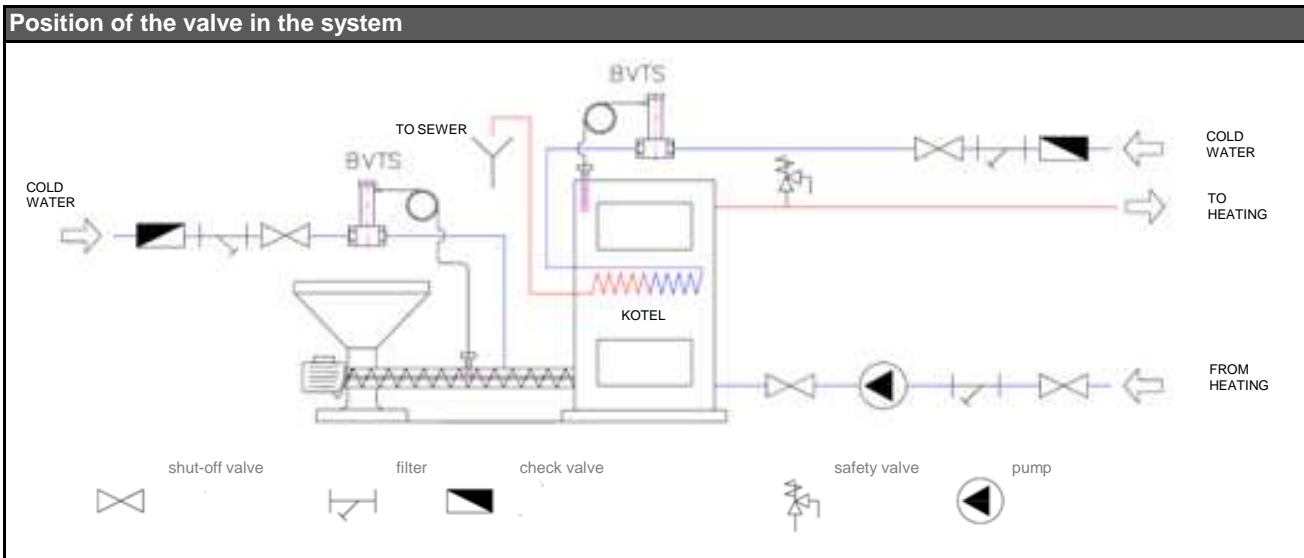 Position of the valve in the system
BVTS
TO SEWER
COLD
WATER
BVTS
TO
HEATING
COLD
WATER
KOTEL
FROM
HEATING
shut-off valve
filter
check valve
safety valve
pump